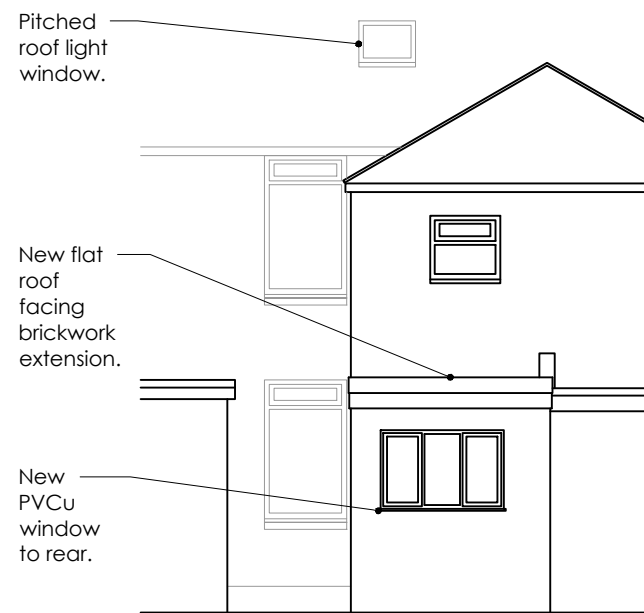 Pitched
roof light
window.
New flat
roof
facing
brickwork
extension.
New
PVCu
window
to rear.